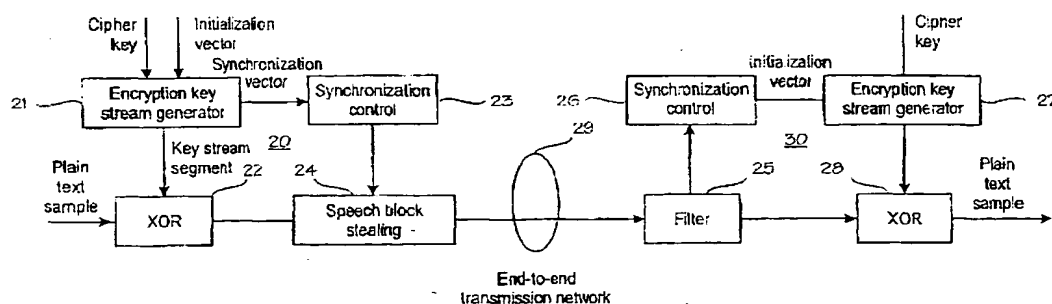 Cipher
key
Initialization
vector
Synchronization
vector
21
Encryption key
stream generator
Synchronization
control
23
20
Key stream
segment
22
24
Plain
text
sample
XOR
Speech block
stealing
29
End-to-end
transmission network
Cipher
key
Initialization
vector
26
Synchronization
control
Encryption key
stream generator
27
30
25
28
Filter
XOR
Plain
text
sample